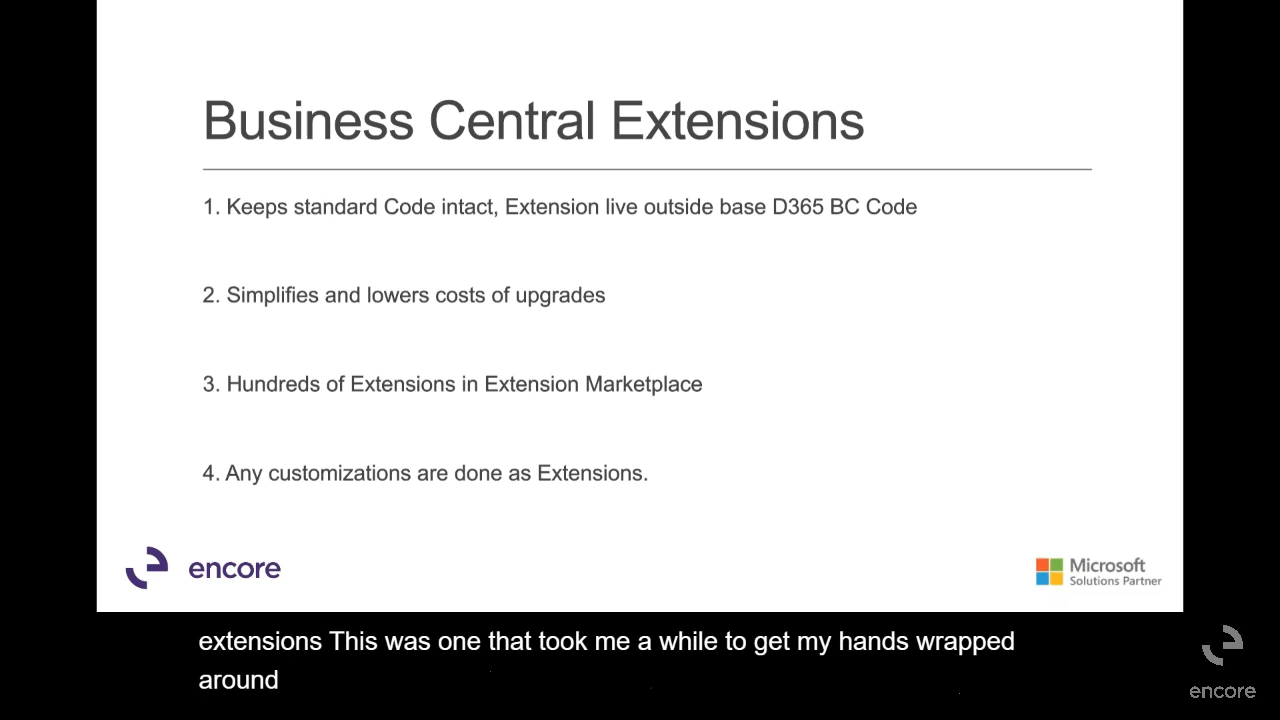 Business Central Extensions
1. Keeps standard Code intact, Extension live outside base D365 BC Code
2. Simplifies and lowers costs of upgrades
3. Hundreds of Extensions in Extension Marketplace
4. Any customizations are done as Extensions.
encore
Microsoft
Solutions Partner
extensions This was one that took me a while to get my hands wrapped
around
encore